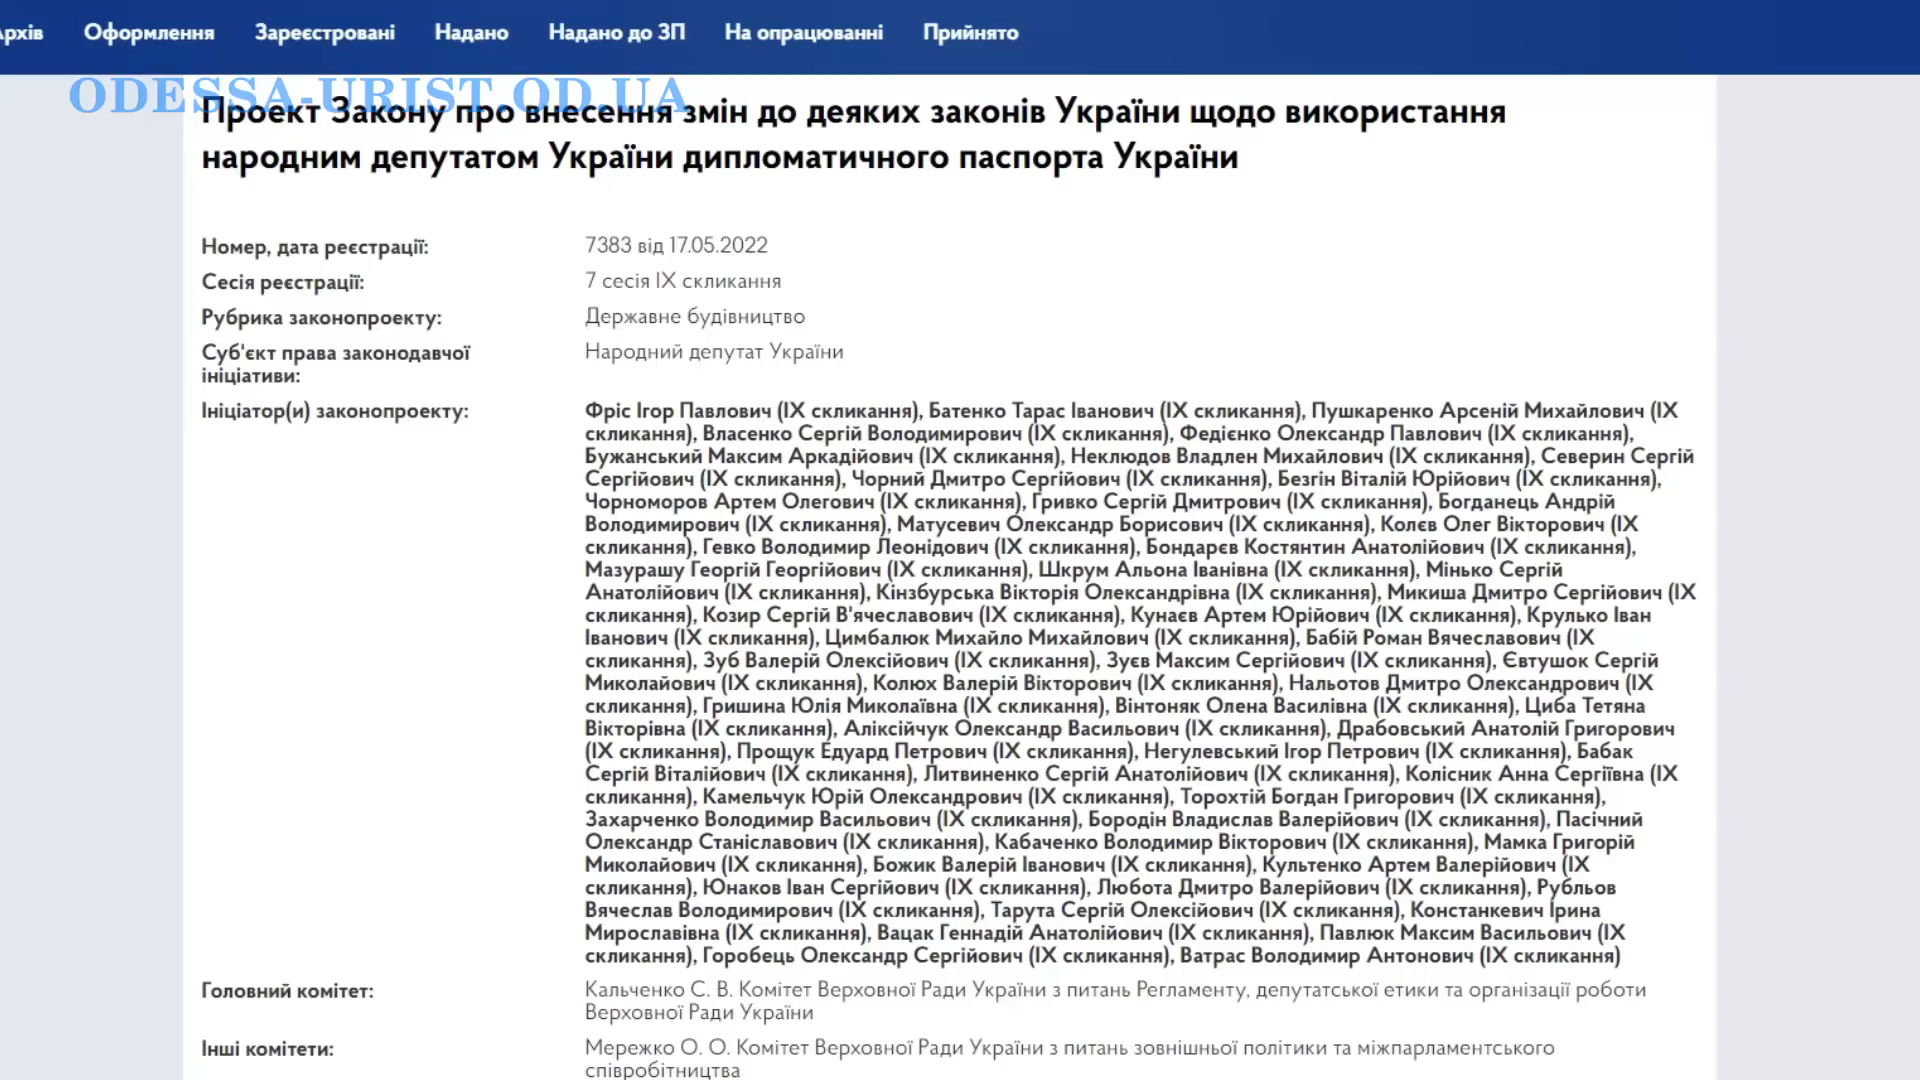 Архів Оформлення Зареєстровані Надано Надано до ЗП На опрацюванні Прийнято
ODESSA-URIST.OD.UA
Проект Закону про внесення змін до деяких законів України щодо використання
народним депутатом України дипломатичного паспорта України
Номер, дата реєстрації: 7383 від 17.05.2022
Сесія реєстрації: 7 сесія IX скликання
Рубрика законопроекту: Державне будівництво
Суб'єкт права законодавчої Народний депутат України
ініціативи:
Ініціатор(и) законопроекту: Фріс Ігор Павлович (IX скликання), Батенко Тарас Іванович (IX скликання), Пушкаренко Арсеній Михайлович (IX
скликання), Власенко Сергій Володимирович (IX скликання), Федієнко Олександр Павлович (IX скликання),
Бужанський Максим Аркадійович (IX скликання), Неклюдов Владлен Михайлович (IX скликання), Северин Сергій
Сергійович (IX скликання), Чорний Дмитро Сергійович (IX скликання), Безгін Віталій Юрійович (IX скликання),
Чорноморов Артем Олегович (IX скликання), Гривко Сергій Дмитрович (IX скликання), Богданець Андрій
Володимирович (IX скликання), Матусевич Олександр Борисович (IX скликання), Колєв Олег Вікторович (IX
скликання), Гевко Володимир Леонідович (IX скликання), Бондарєв Костянтин Анатолійович (IX скликання),
Мазурашу Георгій Георгійович (IX скликання), Шкрум Альона Іванівна (IX скликання), Мінько Сергій
Анатолійович (IX скликання), Кінзбурська Вікторія Олександрівна (IX скликання), Микиша Дмитро Сергійович (IX
скликання), Козир Сергій В'ячеславович (IX скликання), Кунаєв Артем Юрійович (IX скликання), Крулько Іван
Іванович (IX скликання), Цимбалюк Михайло Михайлович (IX скликання), Бабій Роман Вячеславович (IX
скликання), Зуб Валерій Олексійович (IX скликання), Зуєв Максим Сергійович (IX скликання), Євтушок Сергій
Миколайович (IX скликання), Колюх Валерій Вікторович (IX скликання), Нальотов Дмитро Олександрович (IX
скликання), Гришина Юлія Миколаївна (IX скликання), Вінтоняк Олена Василівна (IX скликання), Циба Тетяна
Вікторівна (IX скликання), Аліксійчук Олександр Васильович (IX скликання), Драбовський Анатолій Григорович
(IX скликання), Прощук Едуард Петрович (IX скликання), Негулевський Ігор Петрович (IX скликання), Бабак
Сергій Віталійович (IX скликання), Литвиненко Сергій Анатолійович (IX скликання), Колісник Анна Сергіївна (IX
скликання), Камельчук Юрій Олександрович (IX скликання), Торохтій Богдан Григорович (IX скликання),
Захарченко Володимир Васильович (IX скликання), Бородін Владислав Валерійович (IX скликання), Пасічний
Олександр Станіславович (IX скликання), Кабаченко Володимир Вікторович (IX скликання), Мамка Григорій
Миколайович (IX скликання), Божик Валерій Іванович (IX скликання), Культенко Артем Валерійович (IX
скликання), Юнаков Іван Сергійович (IX скликання), Любота Дмитро Валерійович (IX скликання), Рубльов
Вячеслав Володимирович (IX скликання), Тарута Сергій Олексійович (IX скликання), Констанкевич Ірина
Мирославівна (IX скликання), Вацак Геннадій Анатолійович (IX скликання), Павлюк Максим Васильович (IX
скликання), Горобець Олександр Сергійович (IX скликання), Ватрас Володимир Антонович (IX скликання)
Головний комітет: Кальченко С. В. Комітет Верховної Ради України з питань Регламенту, депутатської етики та організації роботи
Верховної Ради України
Інші комітети: Мережко О. О. Комітет Верховної Ради України з питань зовнішньої політики та міжпарламентського
співробітництва